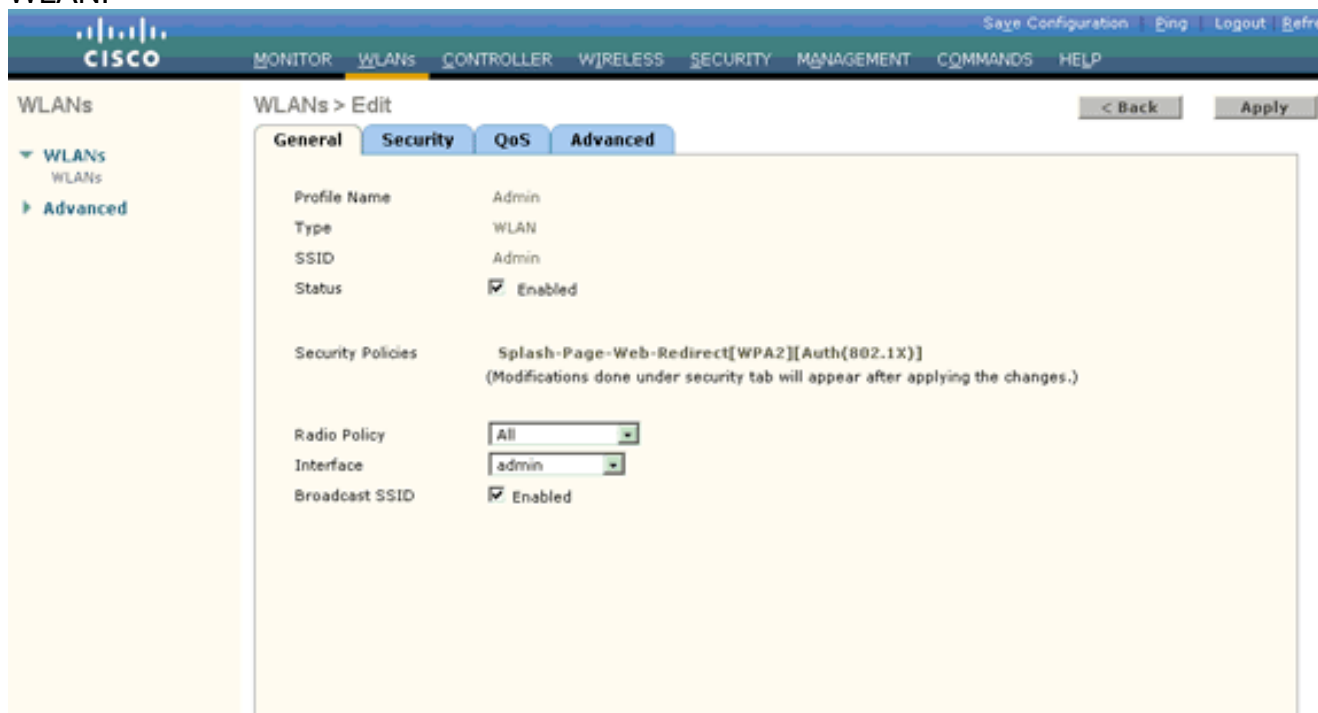 WLAN.
Save Configuration | Ping | Logout | Refre
CISCO
MONITOR WLANs CONTROLLER WIRELESS SECURITY MANAGEMENT COMMANDS HELP
WLANs
WLANs
WLANs
Advanced
WLANs > Edit
< Back
Apply
General Security QoS Advanced
Profile Name Admin
Type WLAN
SSID Admin
Status Enabled
Security Policies Splash-Page-Web-Redirect[WPA2][Auth(802.1X)]
(Modifications done under security tab will appear after applying the changes.)
Radio Policy All
Interface admin
Broadcast SSID Enabled